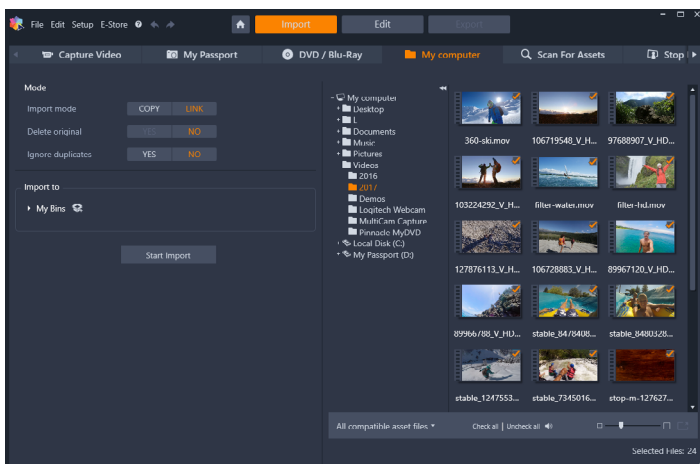 File Edit Setup E-Store
Import Edit Export
Capture Video My Passport DVD / Blu-Ray My computer Scan For Assets Stop
Mode
Import mode COPY LINK
Delete original YES NO
Ignore duplicates YES NO
Import to
My Bins
Start Import
My computer
Desktop
L
Documents
Music
Pictures
Videos
2016
2017
Demos
Logitech Webcam
MultiCam Capture
Pinnacle MyDVD
Local Disk (C:)
My Passport (D:)
360-ski.mov 106719548_V_H... 97688907_V_HD...
103224292_V_H... filter-water.mov filter-hd.mov
127876113_V_H... 106728883_V_H... 89967120_V_HD...
89966788_V_HD... stable_8478408... stable_8480328...
stable_1247553... stable_7345016... stop-m-127627...
All compatible asset files Check all | Uncheck all
Selected Files: 24